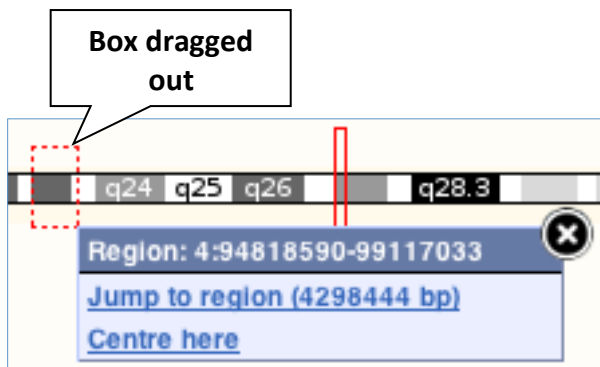 Box dragged
out
q24 q25 q26 q28.3
Region: 4:94818590-99117033
Jump to region (4298444 bp)
Centre here